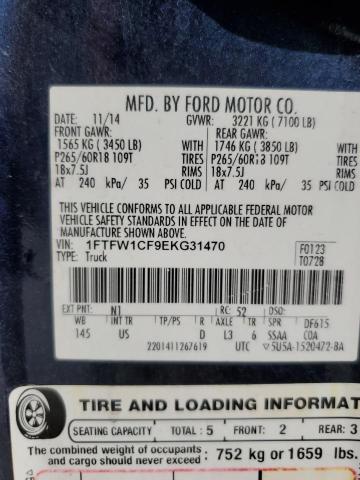 MFD. BY FORD MOTOR CO.
DATE: 11/14 GVWR: 3221 KG ( 7100 LB)
FRONT GAWR: REAR GAWR:
1565 KG ( 3450 LB) WITH 1746 KG ( 3850 LB)
P265/60R18 109T TIRES P265/60R18 109T
18x7.5J RIMS 18x7.5J
AT 240 kPa/ 35 PSI COLD AT 240 kPa/ 35 PSI COLD
THIS VEHICLE CONFORMS TO ALL APPLICABLE FEDERAL MOTOR
VEHICLE SAFETY STANDARDS IN EFFECT ON THE DATE OF
MANUFACTURE SHOWN ABOVE.
VIN: 1FTFW1CF9EKG31470 F0123
TYPE: Truck T0728
EXT PNT: N1 RC: 52 DSO:
WB INT TR TP/PS R AXLE TR SPR DF615
145 US D L3 6 SSAA COA
2201411267619 UTC 5U5A-1520472-BA
TIRE AND LOADING INFORMAT
SEATING CAPACITY TOTAL : 5 FRONT: 2 REAR: 3
The combined weight of occupants
and cargo should never exceed : 752 kg or 1659 lbs.